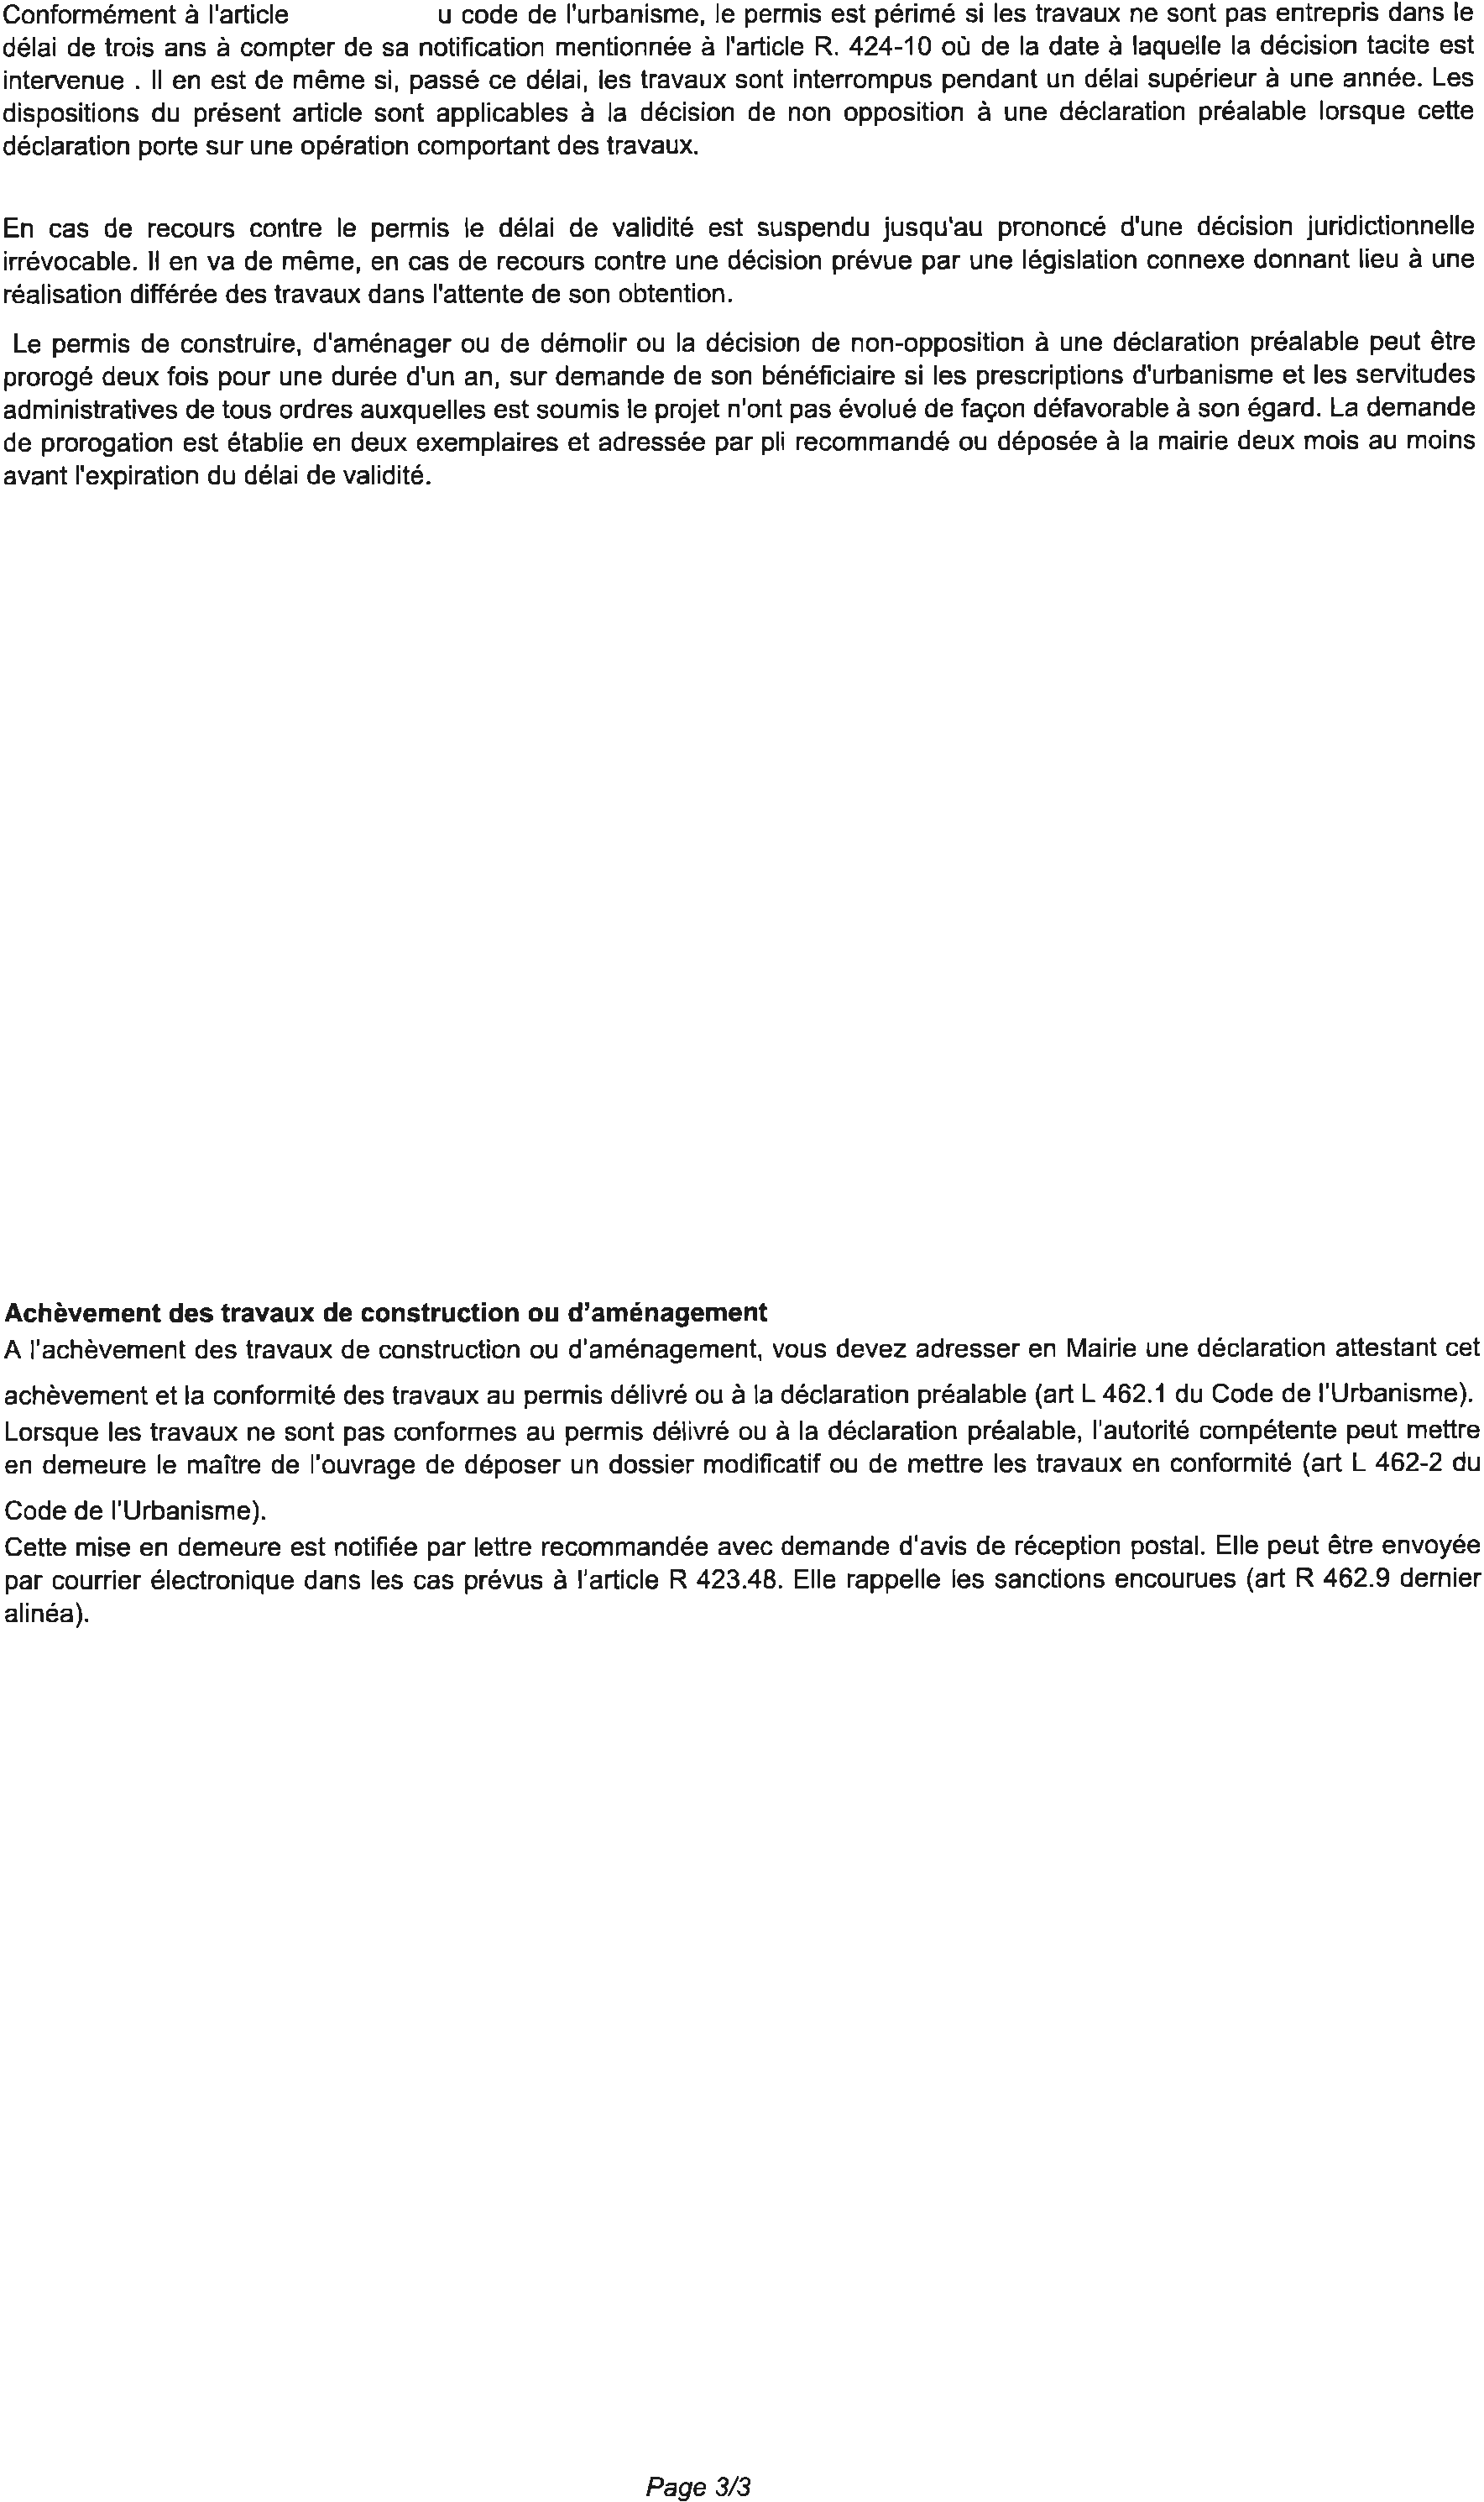 Conformément à l'article u code de l'urbanisme, le permis est périmé si les travaux ne sont pas entrepris dans le
délai de trois ans à compter de sa notification mentionnée à l'article R. 424-10 où de la date à laquelle la décision tacite est
intervenue . Il en est de même si, passé ce délai, les travaux sont interrompus pendant un délai supérieur à une année. Les
dispositions du présent article sont applicables à la décision de non opposition à une déclaration préalable lorsque cette
déclaration porte sur une opération comportant des travaux.
En cas de recours contre le permis le délai de validité est suspendu jusqu'au prononcé d'une décision juridictionnelle
irrévocable. Il en va de même, en cas de recours contre une décision prévue par une législation connexe donnant lieu à une
réalisation différée des travaux dans l'attente de son obtention.
Le permis de construire, d'aménager ou de démolir ou la décision de non-opposition à une déclaration préalable peut être
prorogé deux fois pour une durée d'un an, sur demande de son bénéficiaire si les prescriptions d'urbanisme et les servitudes
administratives de tous ordres auxquelles est soumis le projet n'ont pas évolué de façon défavorable à son égard. La demande
de prorogation est établie en deux exemplaires et adressée par pli recommandé ou déposée à la mairie deux mois au moins
avant l'expiration du délai de validité.
Achèvement des travaux de construction ou d'aménagement
A l'achèvement des travaux de construction ou d'aménagement, vous devez adresser en Mairie une déclaration attestant cet
achèvement et la conformité des travaux au permis délivré ou à la déclaration préalable (art L 462.1 du Code de l'Urbanisme).
Lorsque les travaux ne sont pas conformes au permis délivré ou à la déclaration préalable, l'autorité compétente peut mettre
en demeure le maître de l'ouvrage de déposer un dossier modificatif ou de mettre les travaux en conformité (art L 462-2 du
Code de l'Urbanisme).
Cette mise en demeure est notifiée par lettre recommandée avec demande d'avis de réception postal. Elle peut être envoyée
par courrier électronique dans les cas prévus à l'article R 423.48. Elle rappelle les sanctions encourues (art R 462.9 dernier
alinéa).
Page 3/3